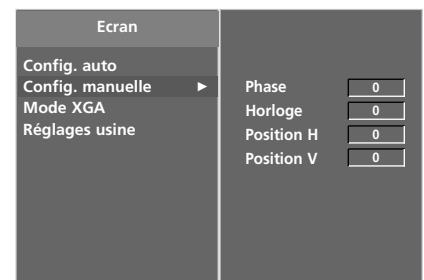 Ecran
Config. auto
Config. manuelle ►
Mode XGA
Réglages usine
Phase 0
Horloge 0
Position H 0
Position V 0